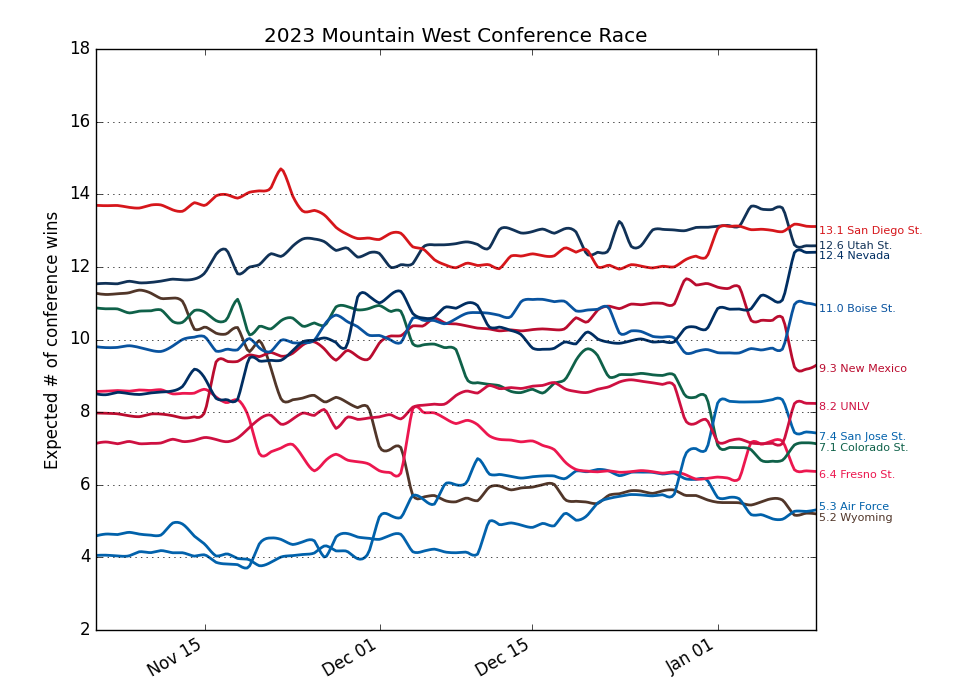 2023 Mountain West Conference Race
Expected # of conference wins
18
16
14
12
10
8
6
4
2
13.1 San Diego St.
12.6 Utah St.
12.4 Nevada
11.0 Boise St.
9.3 New Mexico
8.2 UNLV
7.4 San Jose St.
7.1 Colorado St.
6.4 Fresno St.
5.3 Air Force
5.2 Wyoming
Nov 15
Dec 01
Dec 15
Jan 01